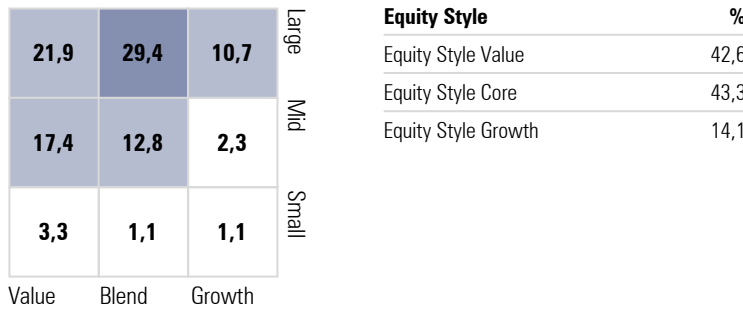 21,9 29,4 10,7
Large
17,4 12,8 2,3
Mid
3,3 1,1 1,1
Small
Value Blend Growth
Equity Style %
Equity Style Value 42,6
Equity Style Core 43,3
Equity Style Growth 14,1